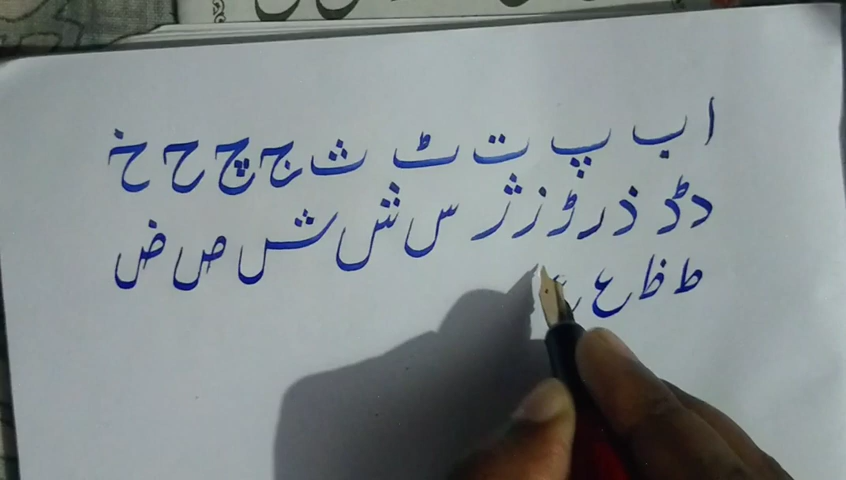 ا ب پ ت ٹ ث ج چ ح خ
د ڈ ذ ر ڑ ز ژ س ش ش ص ض
ط ظ ع